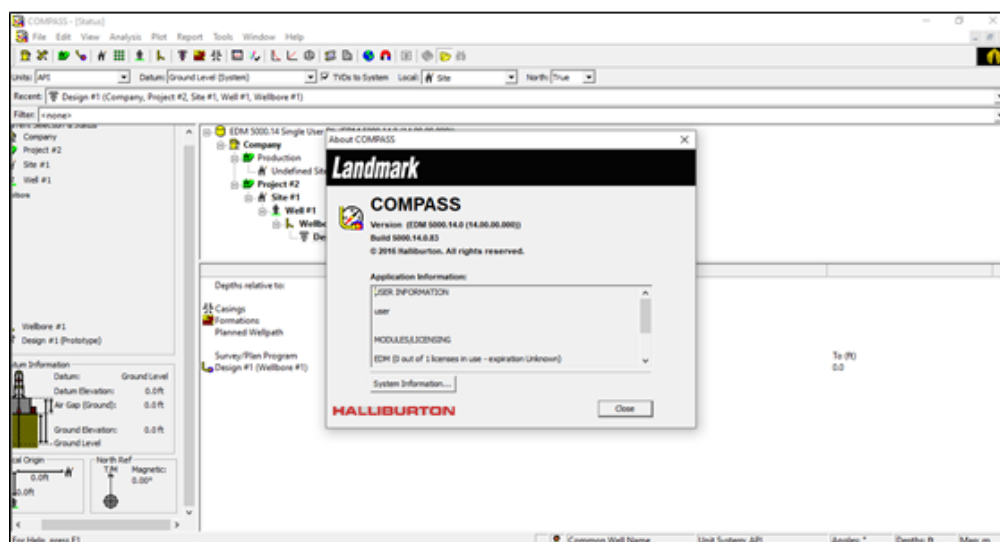 COMPASS - [Status]
File Edit View Analysis Plot Report Tools Window Help
Units: API Datum: Ground Level (System) TVDs to System Local: Site North: True
Recent: Design #1 (Company, Project #2, Site #1, Well #1, Wellbore #1)
Filter: <none>
Company
Project #2
Site #1
Well #1
Wellbore #1
Design #1 (Prototype)
Datum: Ground Level
Datum Elevation: 0.0ft
Air Gap (Ground): 0.0 ft
Ground Elevation: 0.0 ft
Ground Level
North Ref
0.0ft
T M
Magnetic:
0.00°
0.0ft
EDM 5000.14 Single User
Company
Production
Undefined
Project #2
Site #1
Well #1
Depths relative to:
Casings
Formations
Planned Wellpath
Survey/Plan Program
Design #1 (Wellbore #1)
To (ft)
0.0
About COMPASS
Landmark
COMPASS
Version (EDM 5000.14.0 (14.00.00.000))
Build 5000.14.0.83
© 2016 Halliburton. All rights reserved.
Application Information:
USER INFORMATION
user
MODULES/LICENSING
EDM (0 out of 1 licenses in use - expiration Unknown)
System Information...
HALLIBURTON
Close
For Help, press F1
Common Well Name Unit System: API Angles: ° Depths: ft Map: m